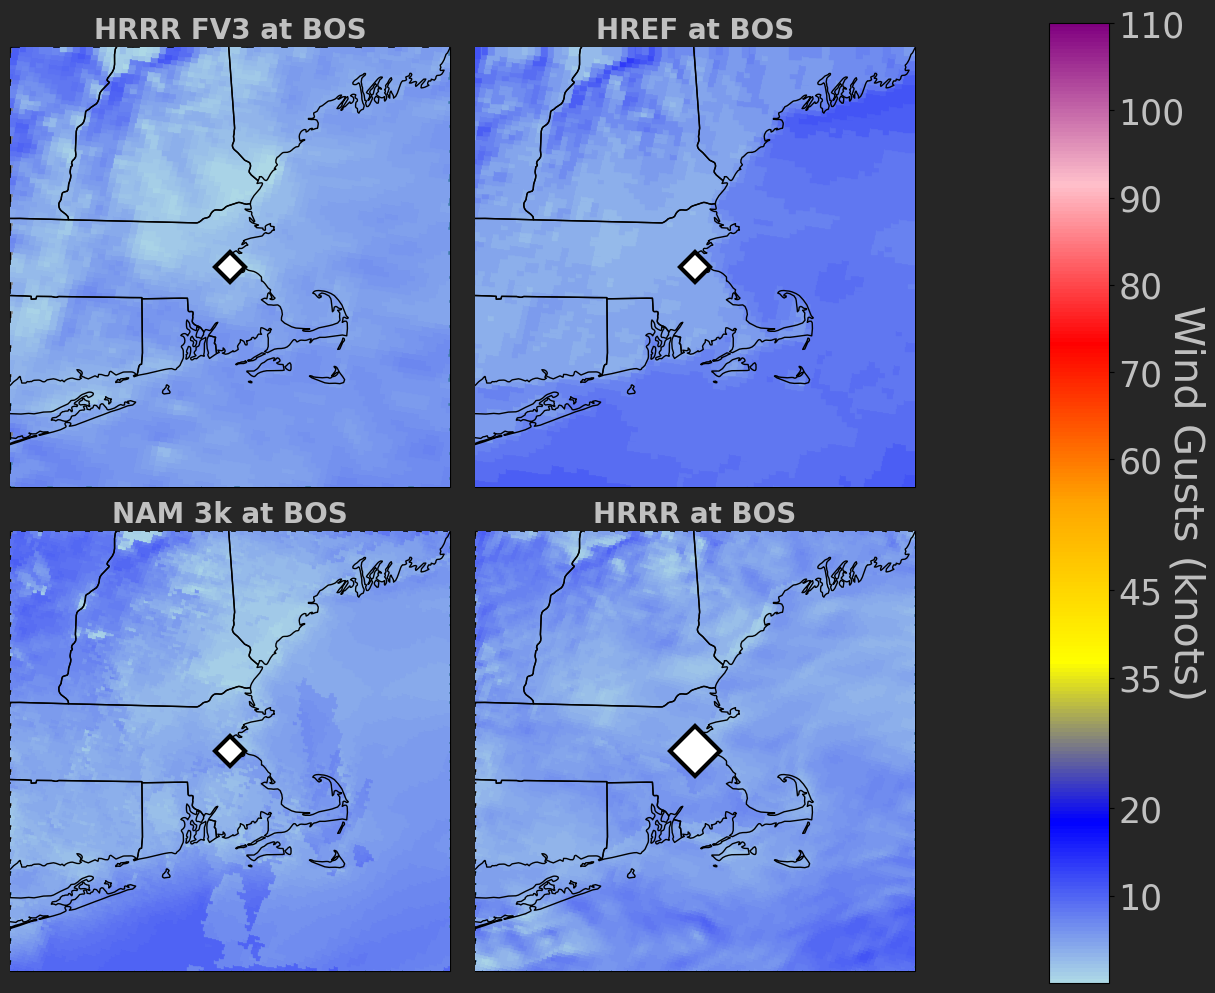 HRRR FV3 at BOS
HREF at BOS
NAM 3k at BOS
HRRR at BOS
110
100
90
80
70
60
45
35
20
10
Wind Gusts (knots)